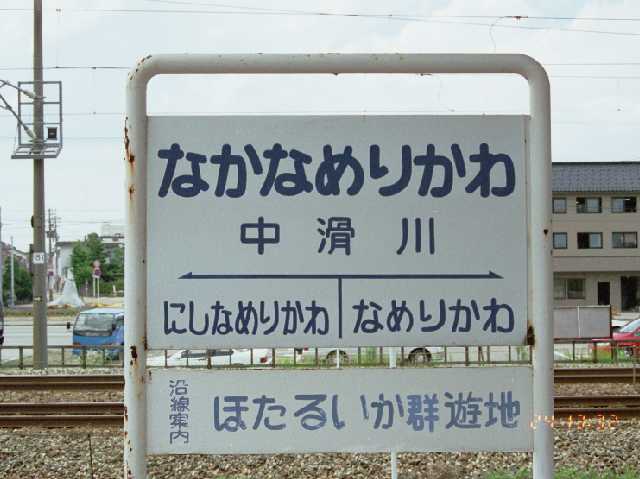 なかなめりかわ
中滑川
にしなめりかわ なめりかわ
沿線案内 ほたるいか群遊地